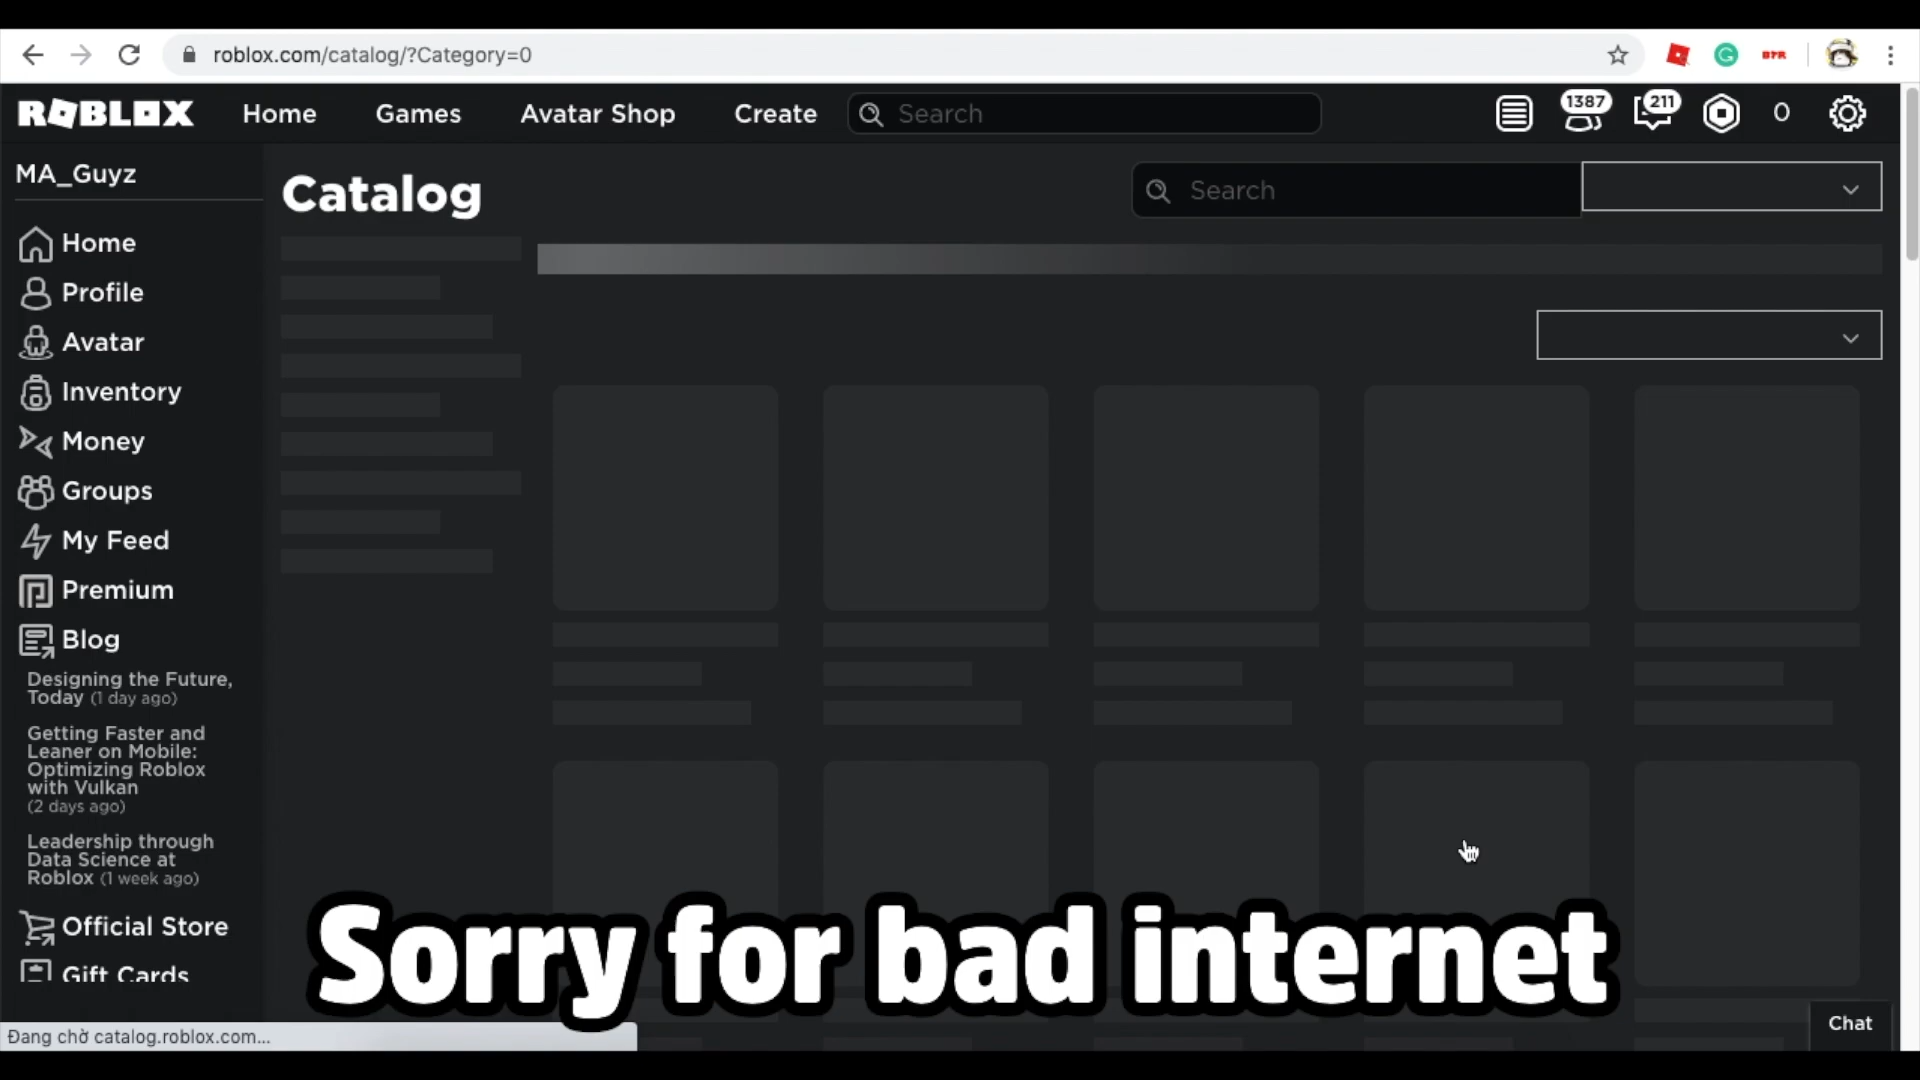 roblox.com/catalog/?Category=0
BTR
ROBLOX
Home
Games
Avatar Shop
Create
Search
1387
211
0
MA_Guyz
Catalog
Search
Home
Profile
Avatar
Inventory
Money
Groups
My Feed
Premium
Blog
Designing the Future,
Today (1 day ago)
Getting Faster and
Leaner on Mobile:
Optimizing Roblox
with Vulkan
(2 days ago)
Leadership through
Data Science at
Roblox (1 week ago)
Official Store
Gift Cards
Sorry for bad internet
Chat
Đang chờ catalog.roblox.com...